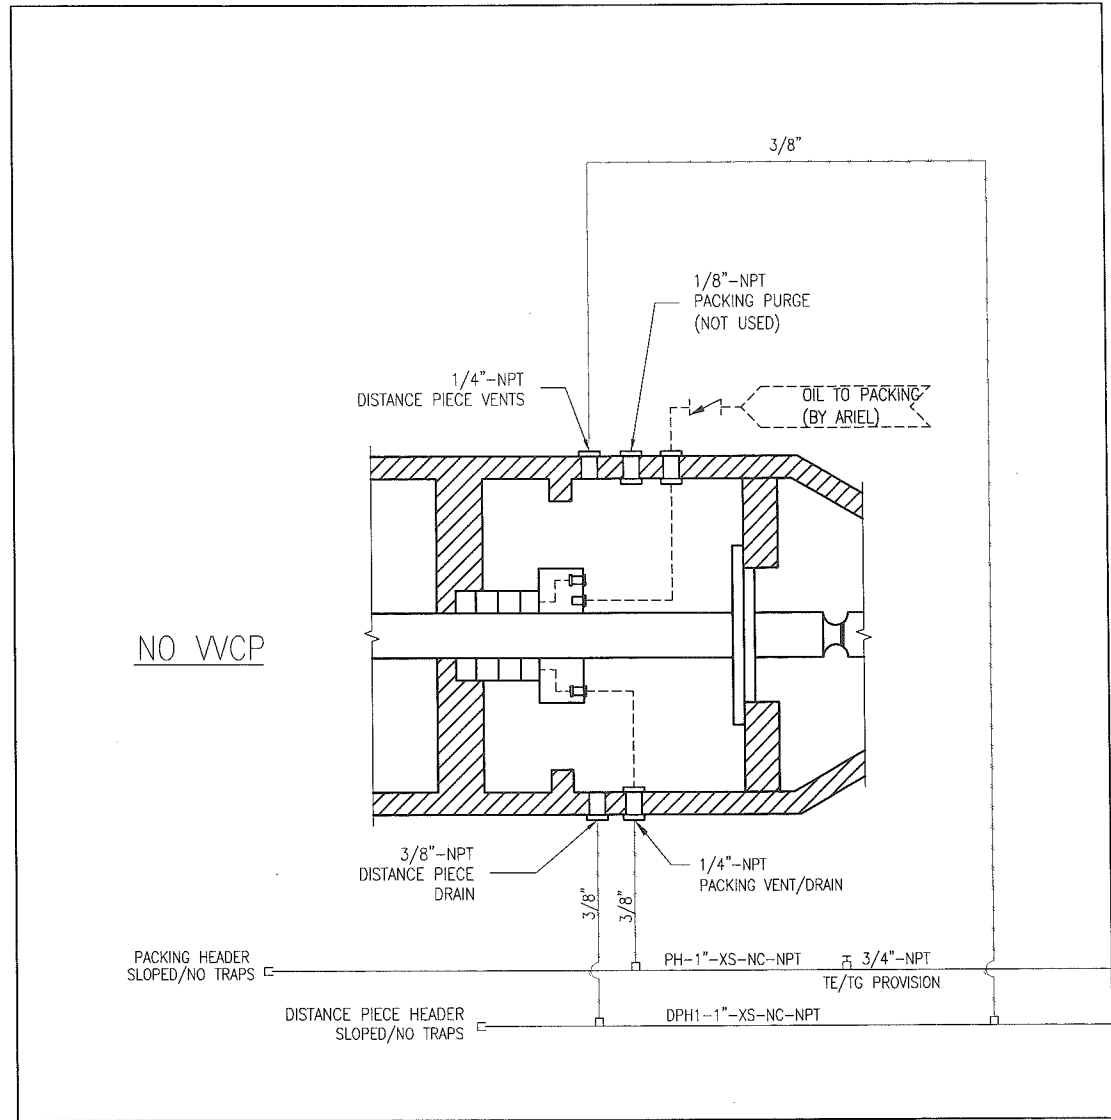 3/8"
1/8"-NPT
PACKING PURGE
(NOT USED)
1/4"-NPT
DISTANCE PIECE VENTS
OIL TO PACKING
(BY ARIEL)
NO VVCP
3/8"-NPT
DISTANCE PIECE
DRAIN
1/4"-NPT
PACKING VENT/DRAIN
3/8"
3/8"
PACKING HEADER
SLOPED/NO TRAPS
PH-1"-XS-NC-NPT
3/4"-NPT
TE/TG PROVISION
DISTANCE PIECE HEADER
SLOPED/NO TRAPS
DPH1-1"-XS-NC-NPT